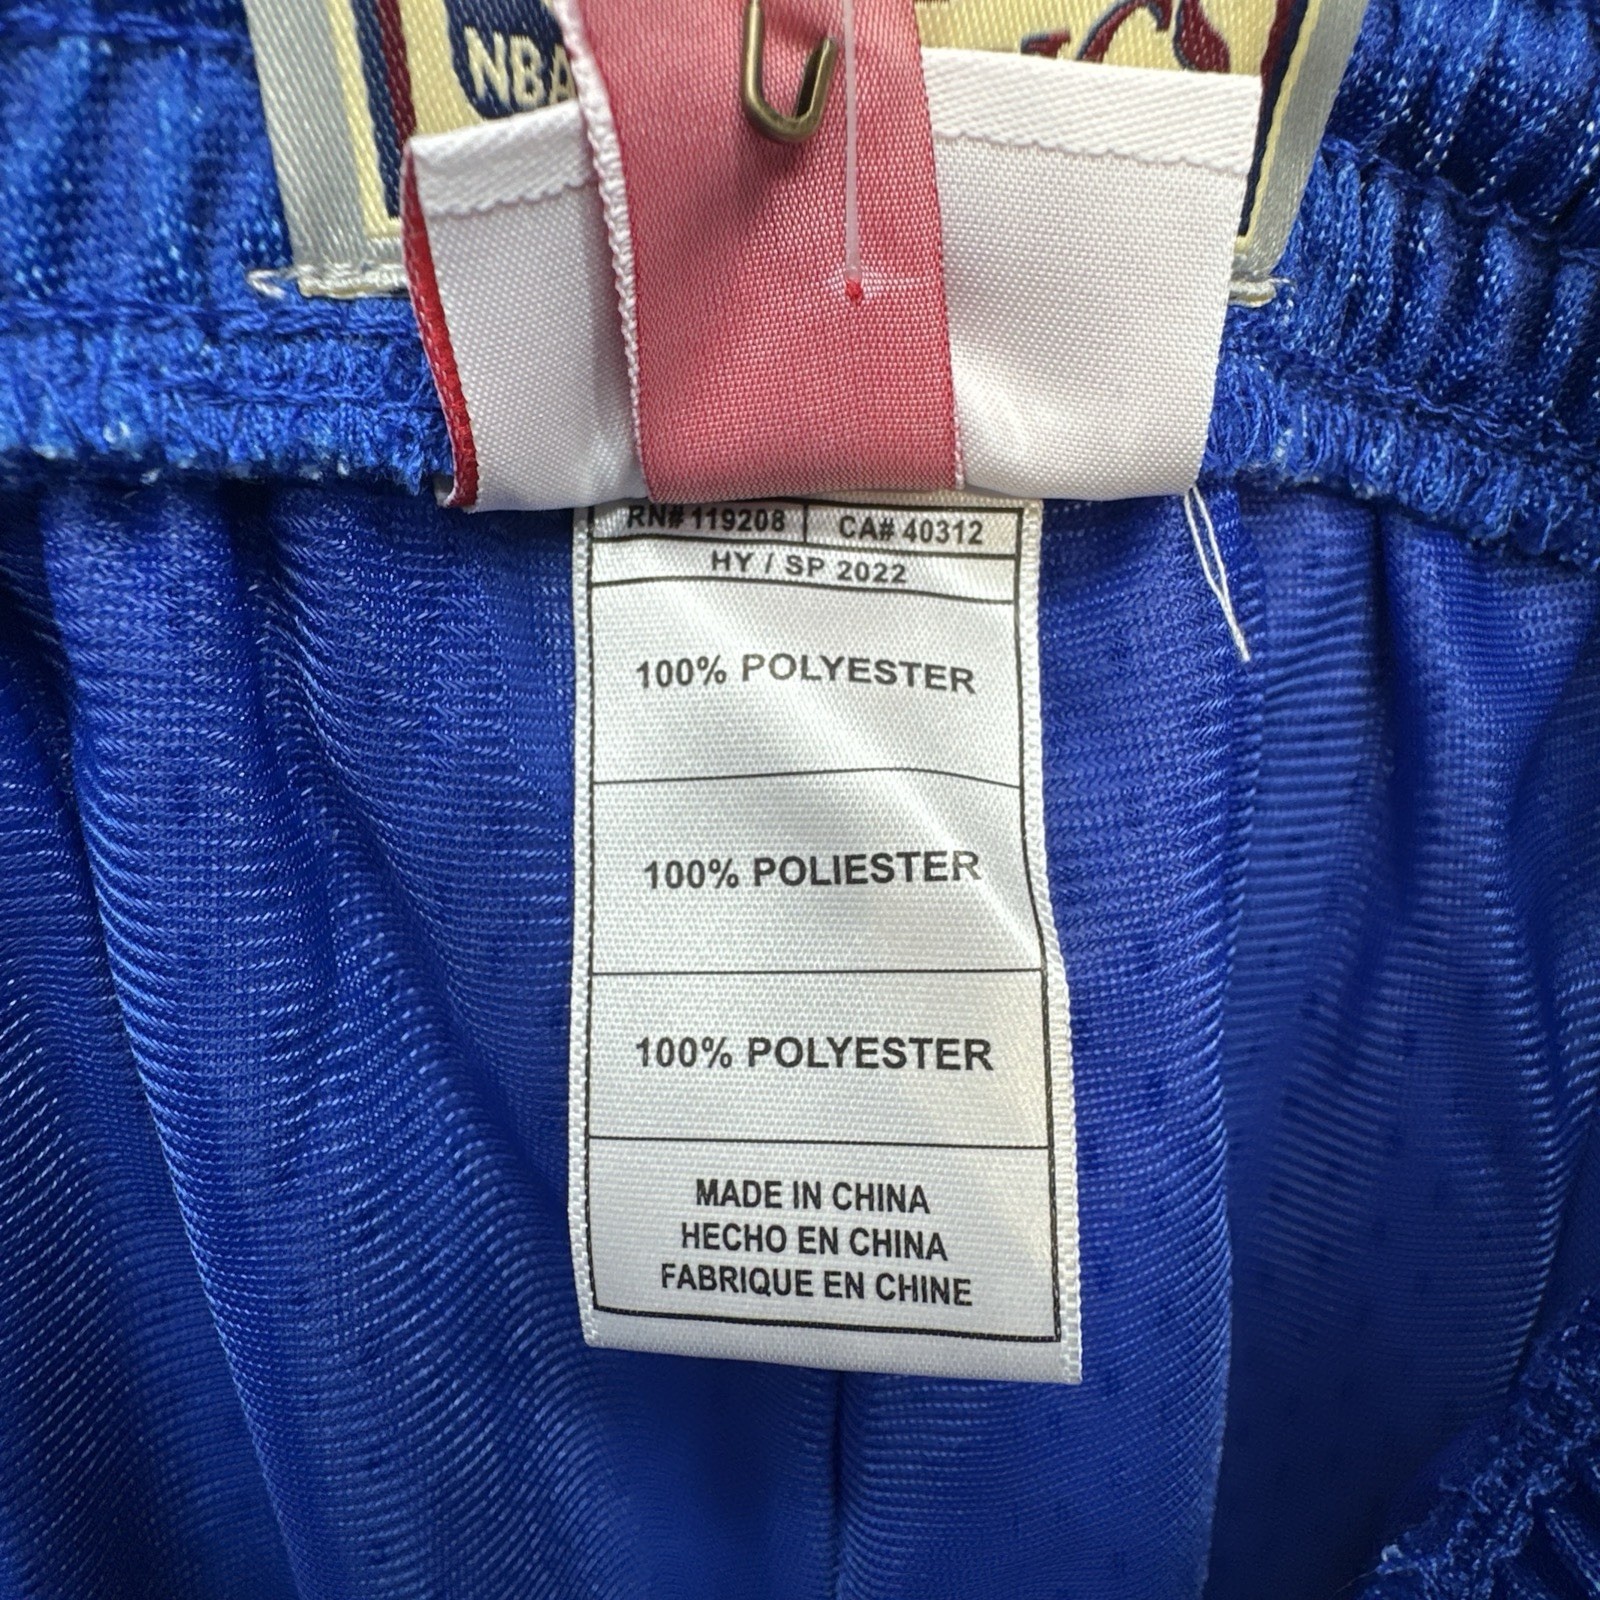 NBA
RN# 119208 CA# 40312
HY / SP 2022
100% POLYESTER
100% POLIESTER
100% POLYESTER
MADE IN CHINA
HECHO EN CHINA
FABRIQUE EN CHINE